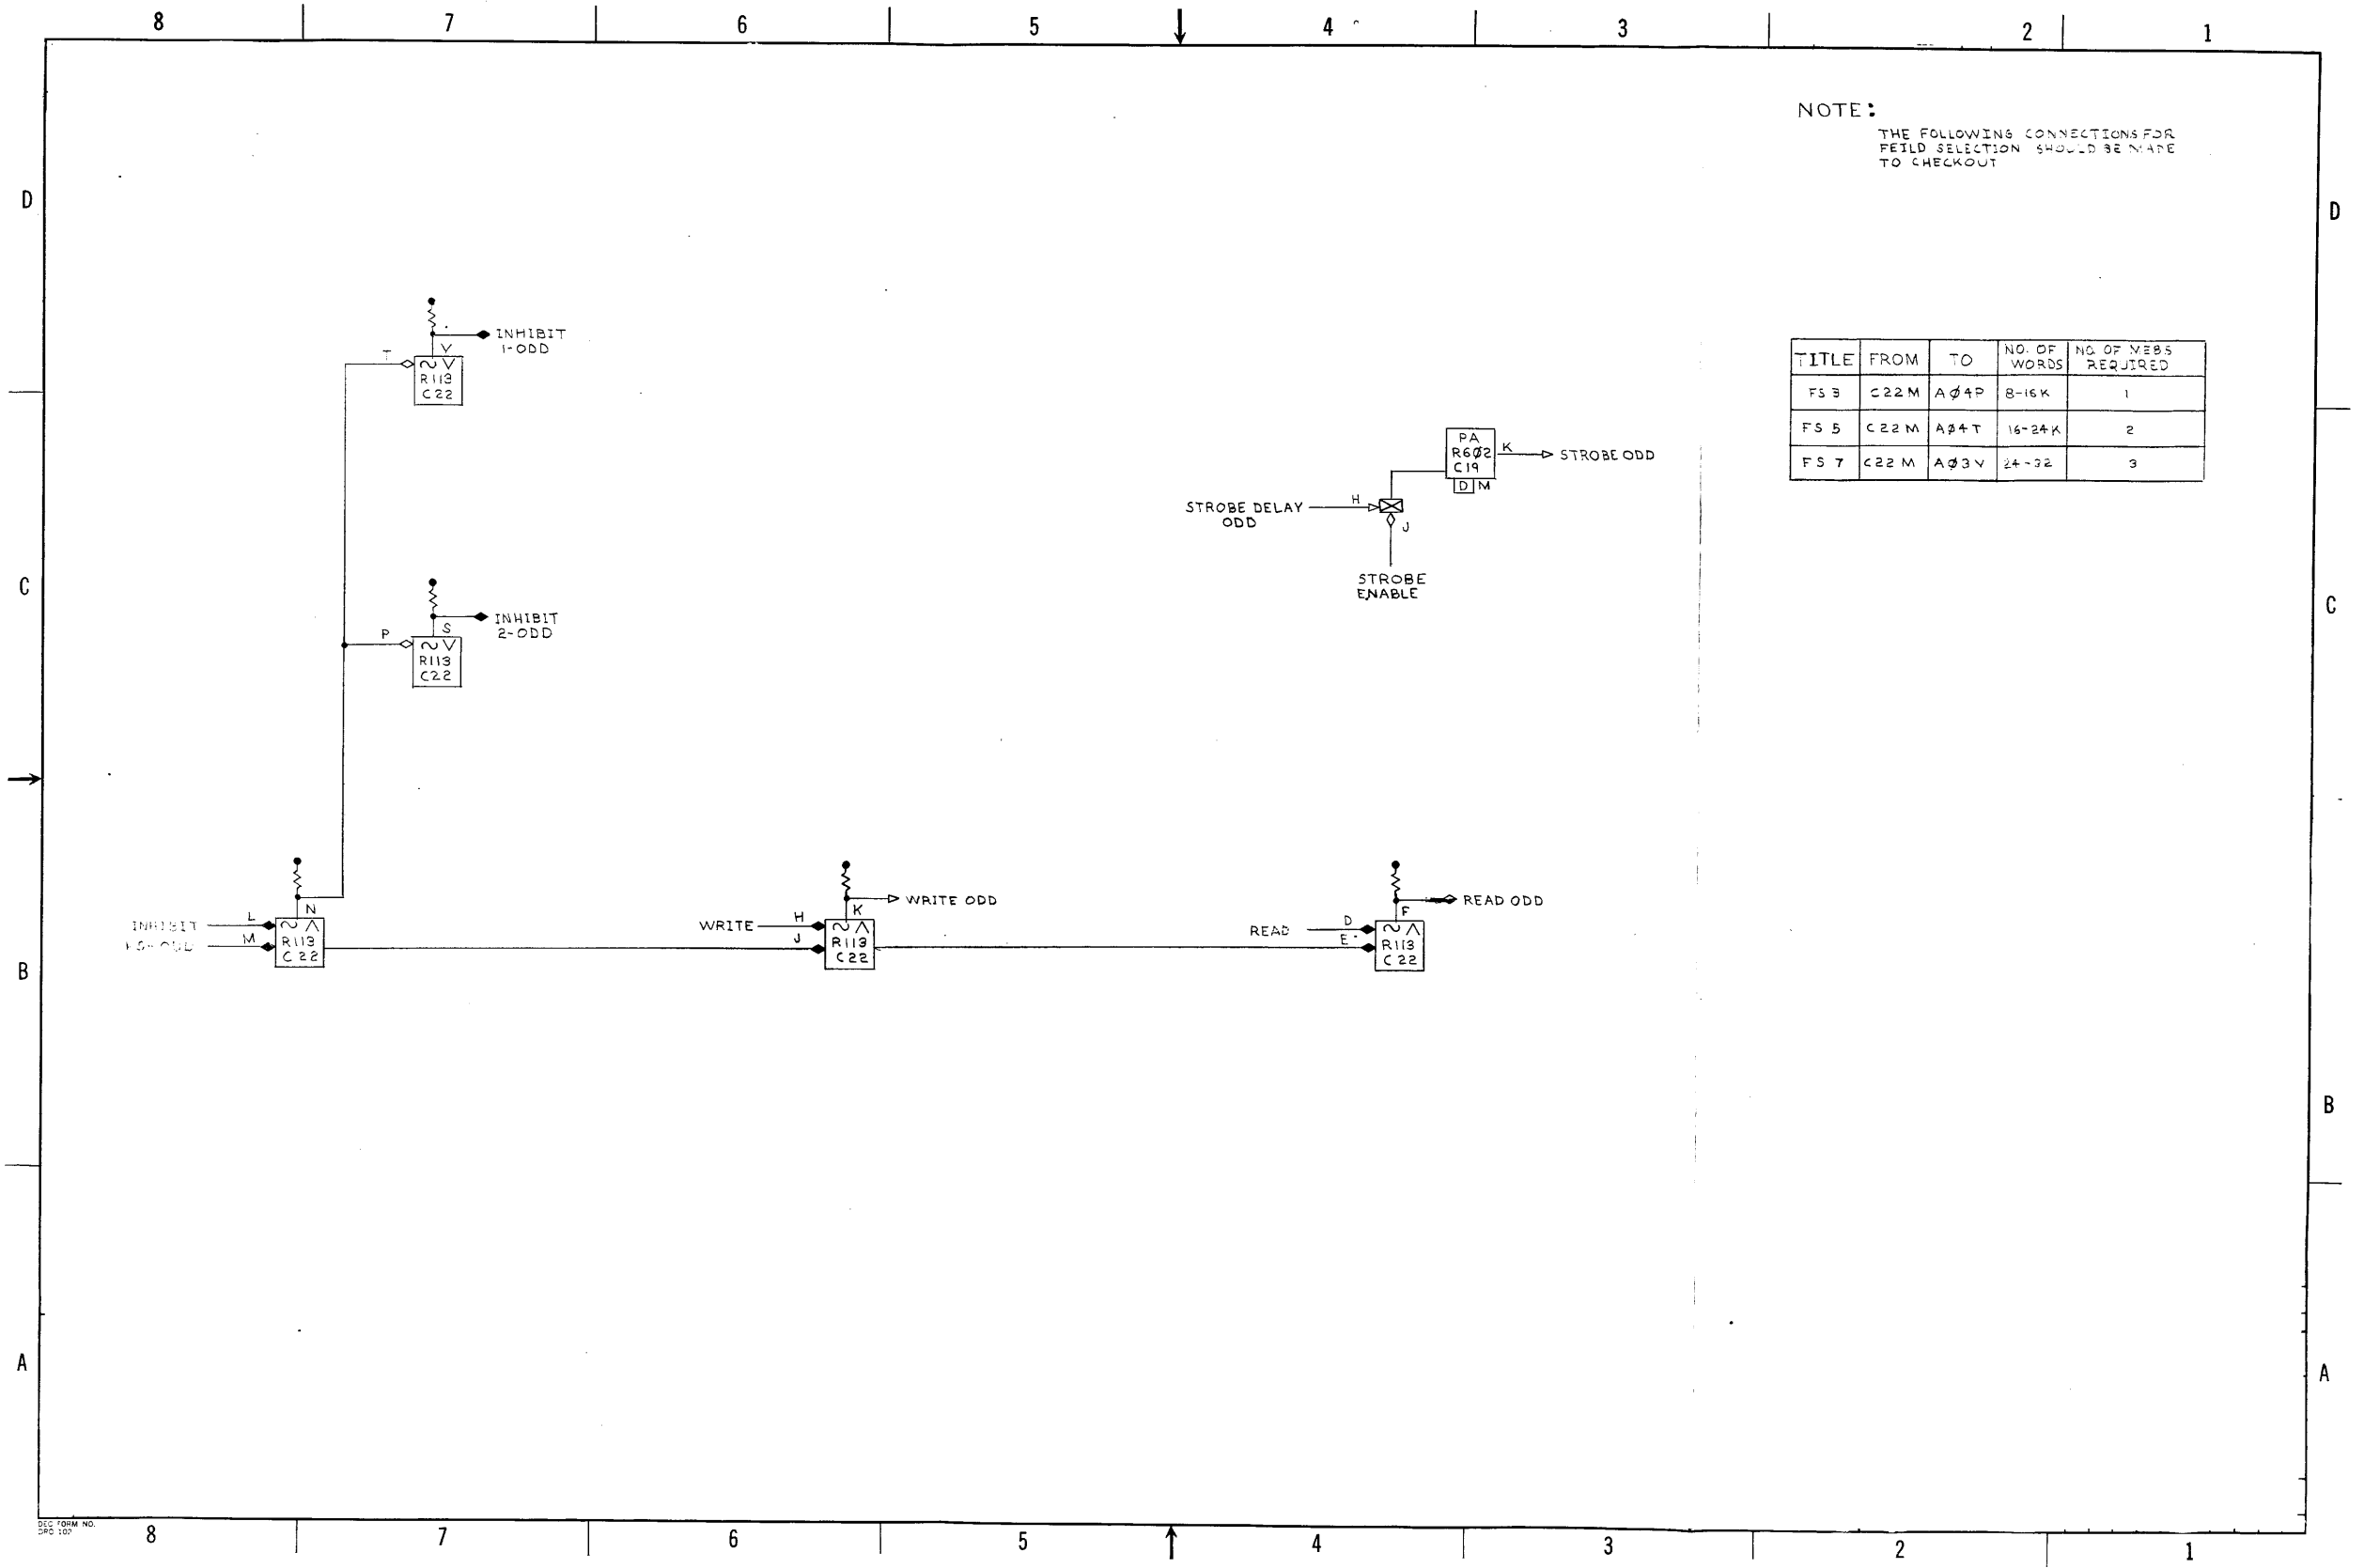 8 7 6 5 4 3 2 1
NOTE:
THE FOLLOWING CONNECTIONS FOR
FEILD SELECTION SHOULD BE MADE
TO CHECKOUT
D D
INHIBIT
1-ODD
T V
R113
C22
TITLE FROM TO NO. OF WORDS NO. OF MEBS REQUIRED
FS 3 C22M AØ4P 8-16K 1
FS 5 C22M AØ4T 16-24K 2
FS 7 C22M AØ3V 24-32 3
PA
R6Ø2
C19
D M
K STROBE ODD
STROBE DELAY
ODD
H
J
STROBE
ENABLE
C C
INHIBIT
2-ODD
P S
R113
C22
INHIBIT L N
M
R113
C22
WRITE H K WRITE ODD
J
R113
C22
READ D F READ ODD
E
R113
C22
B B
A A
DEC FORM NO.
8 7 6 5 4 3 2 1